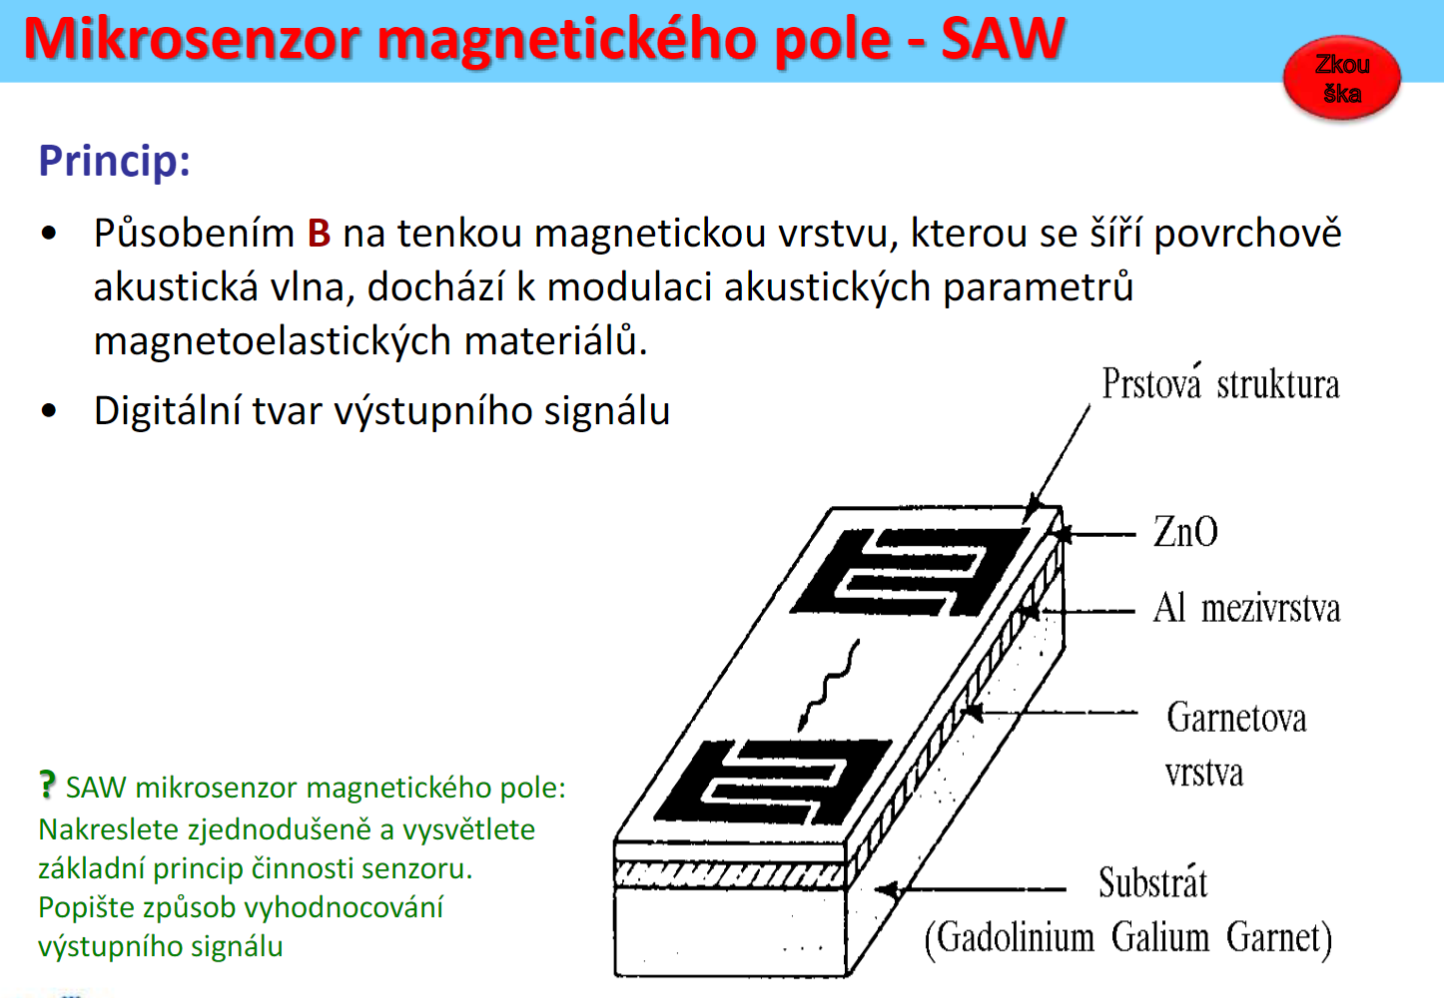 Mikrosenzor magnetického pole - SAW
Zkou
ška
Princip:
• Působením B na tenkou magnetickou vrstvu, kterou se šíří povrchově
akustická vlna, dochází k modulaci akustických parametrů
magnetoelastických materiálů.
• Digitální tvar výstupního signálu
Prstová struktura
ZnO
Al mezivrstva
Garnetova
vrstva
Substrát
(Gadolinium Galium Garnet)
? SAW mikrosenzor magnetického pole:
Nakreslete zjednodušeně a vysvětlete
základní princip činnosti senzoru.
Popište způsob vyhodnocování
výstupního signálu